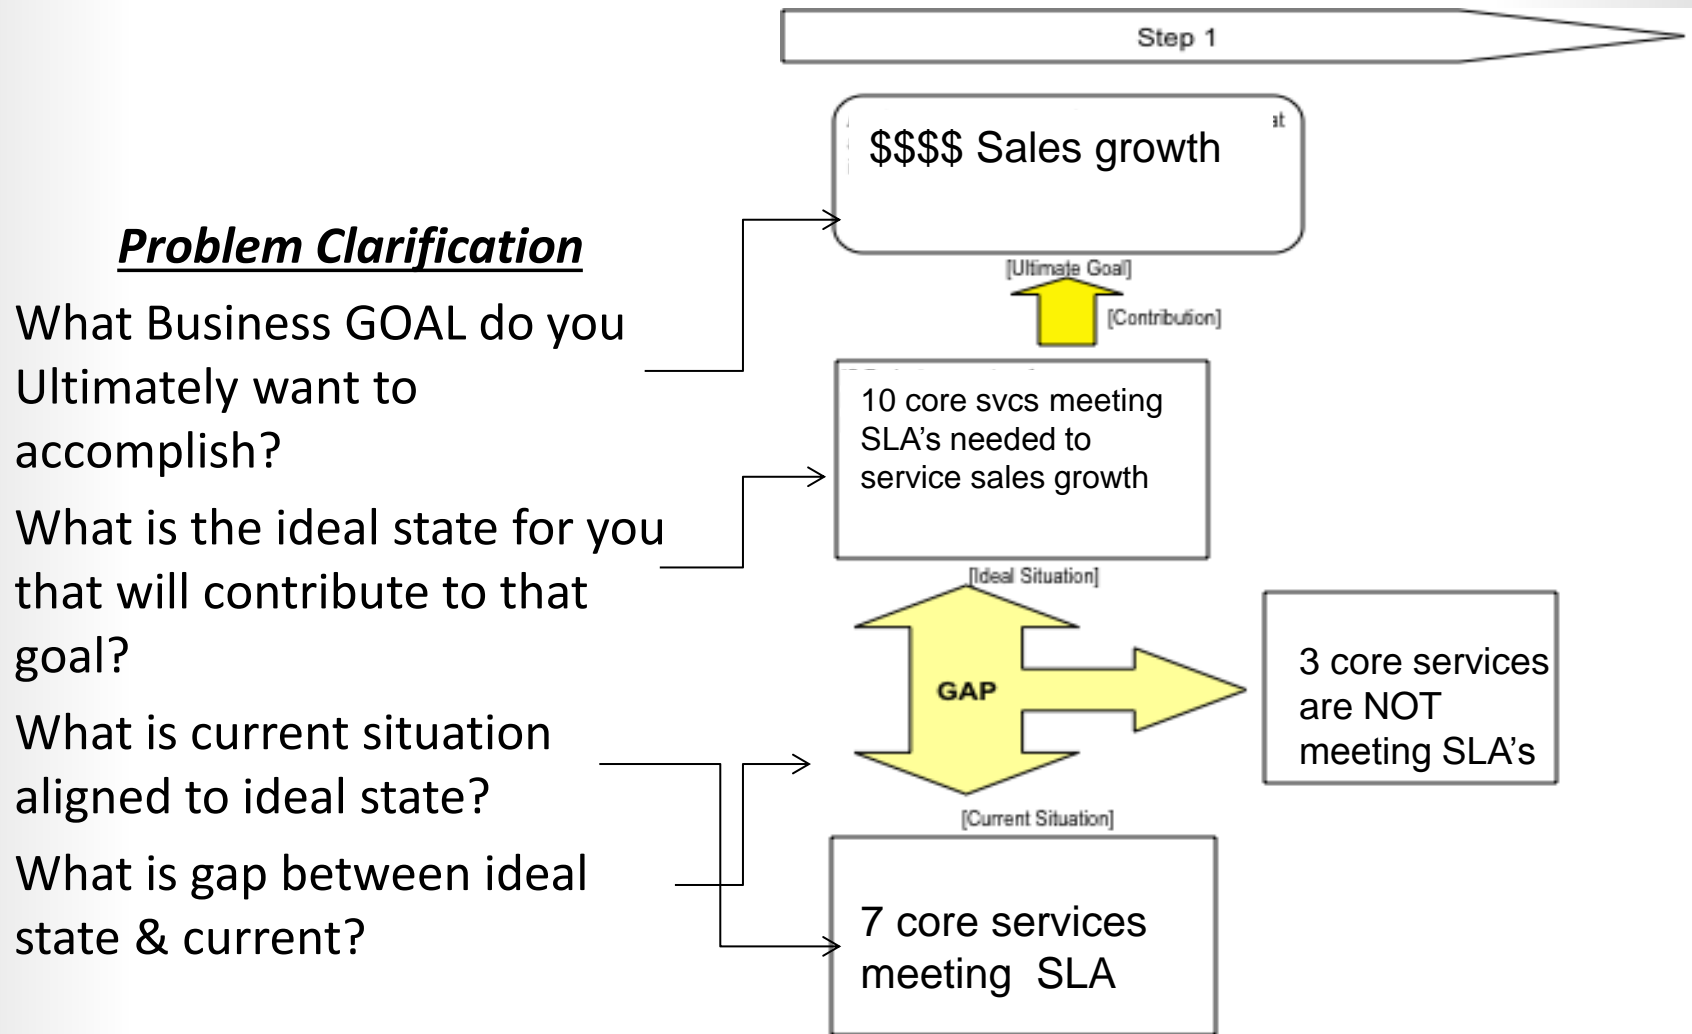 Step 1
$$$$ Sales growth
[Ultimate Goal]
[Contribution]
Problem Clarification
What Business GOAL do you
Ultimately want to
accomplish?
What is the ideal state for you
that will contribute to that
goal?
What is current situation
aligned to ideal state?
What is gap between ideal
state & current?
10 core svcs meeting
SLA’s needed to
service sales growth
[Ideal Situation]
GAP
3 core services
are NOT
meeting SLA’s
[Current Situation]
7 core services
meeting  SLA